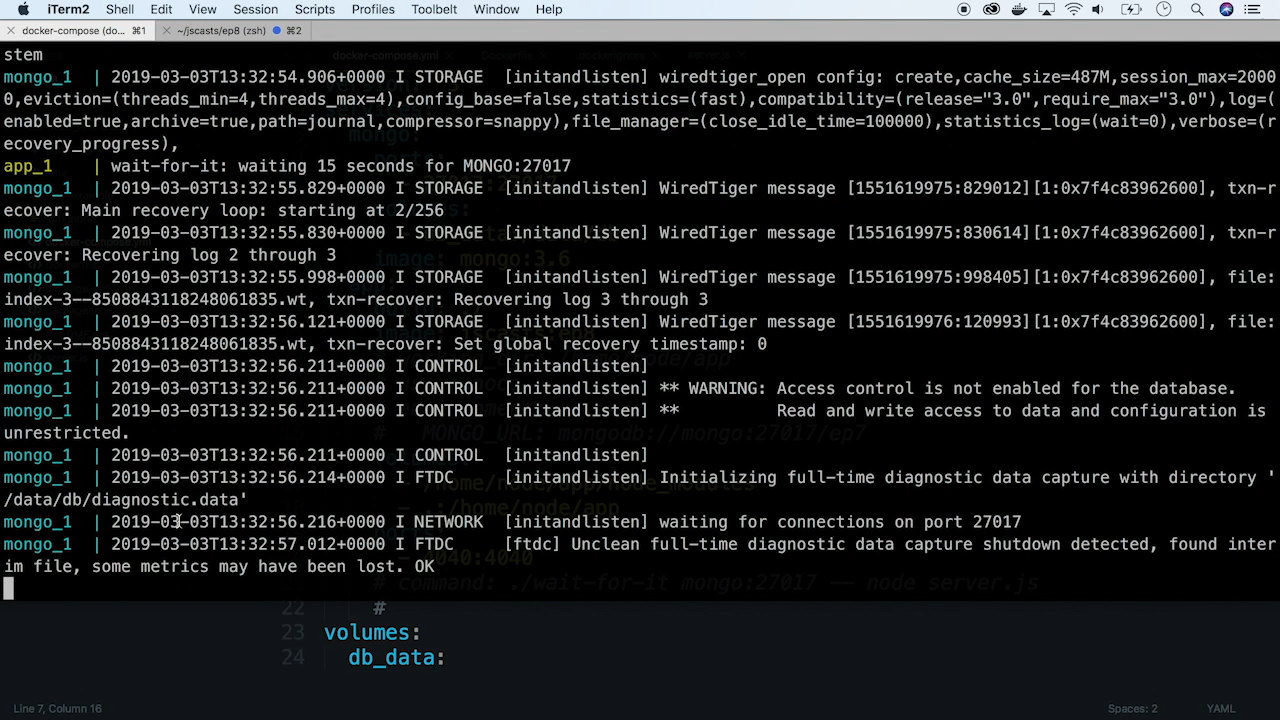 iTerm2 Shell Edit View Session Scripts Profiles Toolbelt Window Help
docker-compose (do... ⌘1 ~/jscasts/ep8 (zsh) ⌘2
stem
mongo_1 | 2019-03-03T13:32:54.906+0000 I STORAGE [initandlisten] wiredtiger_open config: create,cache_size=487M,session_max=2000
0,eviction=(threads_min=4,threads_max=4),config_base=false,statistics=(fast),compatibility=(release="3.0",require_max="3.0"),log=(
enabled=true,archive=true,path=journal,compressor=snappy),file_manager=(close_idle_time=100000),statistics_log=(wait=0),verbose=(r
ecovery_progress),
app_1 | wait-for-it: waiting 15 seconds for MONGO:27017
mongo_1 | 2019-03-03T13:32:55.829+0000 I STORAGE [initandlisten] WiredTiger message [1551619975:829012][1:0x7f4c83962600], txn-r
ecover: Main recovery loop: starting at 2/256
mongo_1 | 2019-03-03T13:32:55.830+0000 I STORAGE [initandlisten] WiredTiger message [1551619975:830614][1:0x7f4c83962600], txn-r
ecover: Recovering log 2 through 3
mongo_1 | 2019-03-03T13:32:55.998+0000 I STORAGE [initandlisten] WiredTiger message [1551619975:998405][1:0x7f4c83962600], file:
index-3--8508843118248061835.wt, txn-recover: Recovering log 3 through 3
mongo_1 | 2019-03-03T13:32:56.121+0000 I STORAGE [initandlisten] WiredTiger message [1551619976:120993][1:0x7f4c83962600], file:
index-3--8508843118248061835.wt, txn-recover: Set global recovery timestamp: 0
mongo_1 | 2019-03-03T13:32:56.211+0000 I CONTROL [initandlisten]
mongo_1 | 2019-03-03T13:32:56.211+0000 I CONTROL [initandlisten] ** WARNING: Access control is not enabled for the database.
mongo_1 | 2019-03-03T13:32:56.211+0000 I CONTROL [initandlisten] ** Read and write access to data and configuration is
unrestricted.
mongo_1 | 2019-03-03T13:32:56.211+0000 I CONTROL [initandlisten]
mongo_1 | 2019-03-03T13:32:56.214+0000 I FTDC [initandlisten] Initializing full-time diagnostic data capture with directory '
/data/db/diagnostic.data'
mongo_1 | 2019-03-03T13:32:56.216+0000 I NETWORK [initandlisten] waiting for connections on port 27017
mongo_1 | 2019-03-03T13:32:57.012+0000 I FTDC [ftdc] Unclean full-time diagnostic data capture shutdown detected, found inter
im file, some metrics may have been lost. OK
# command: ./wait-for-it mongo:27017 -- node server.js
22 #
23 volumes:
24 db_data:
Line 7, Column 16 Spaces: 2 YAML